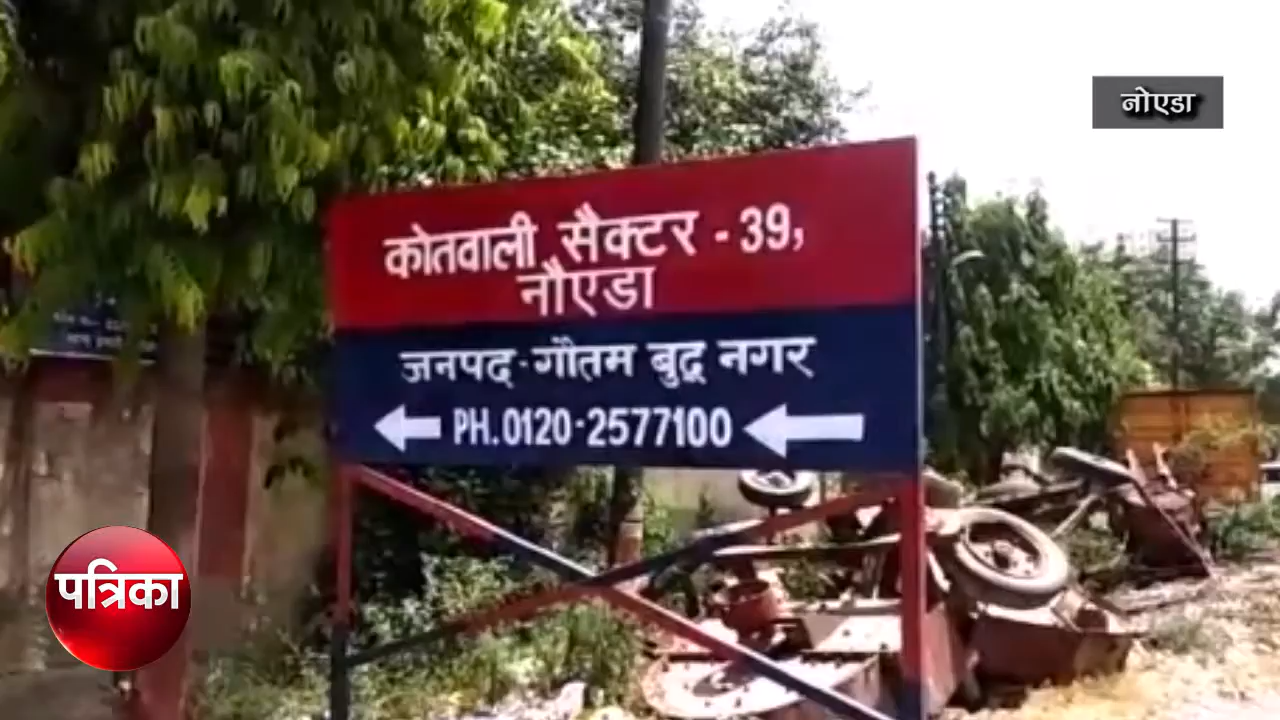 नोएडा
कोतवाली सैक्टर - 39,
नौएडा
जनपद-गौतम बुद्ध नगर
PH. 0120-2577100
पत्रिका